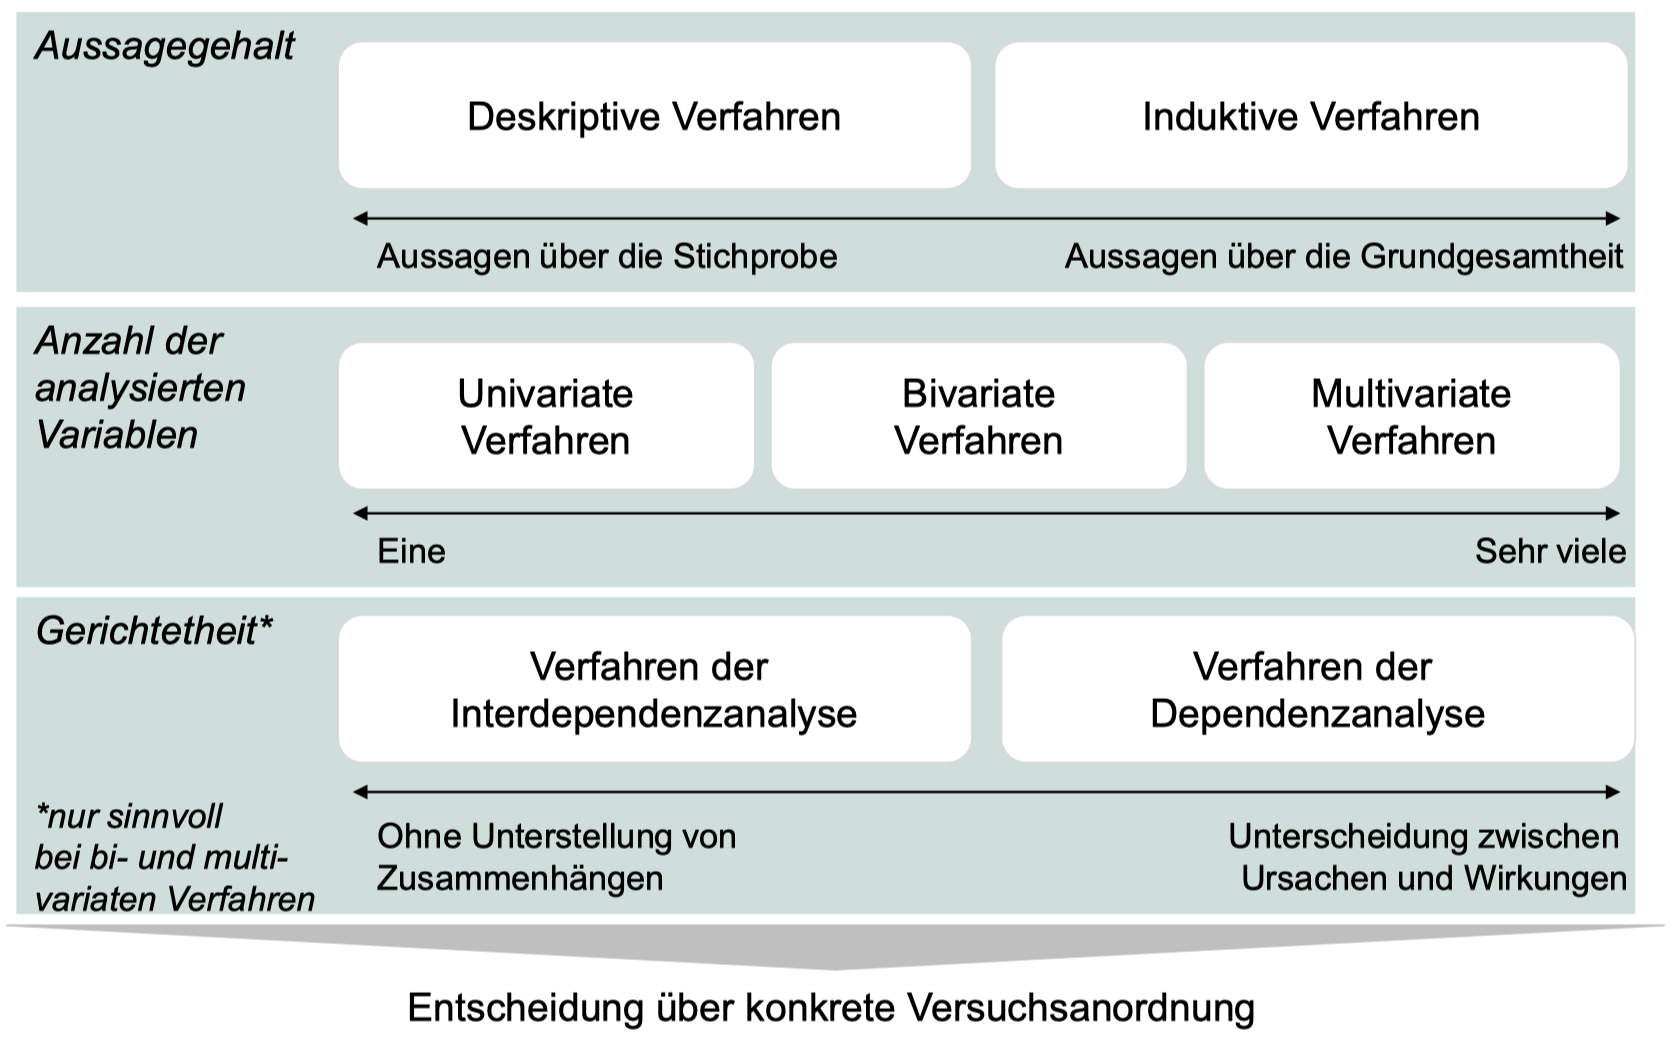 Aussagegehalt
Deskriptive Verfahren
Induktive Verfahren
Aussagen über die Stichprobe
Aussagen über die Grundgesamtheit
Anzahl der
analysierten
Variablen
Univariate
Verfahren
Bivariate
Verfahren
Multivariate
Verfahren
Eine
Sehr viele
Gerichtetheit*
Verfahren der
Interdependenzanalyse
Verfahren der
Dependenzanalyse
*nur sinnvoll
bei bi- und multi-
variaten Verfahren
Ohne Unterstellung von
Zusammenhängen
Unterscheidung zwischen
Ursachen und Wirkungen
Entscheidung über konkrete Versuchsanordnung